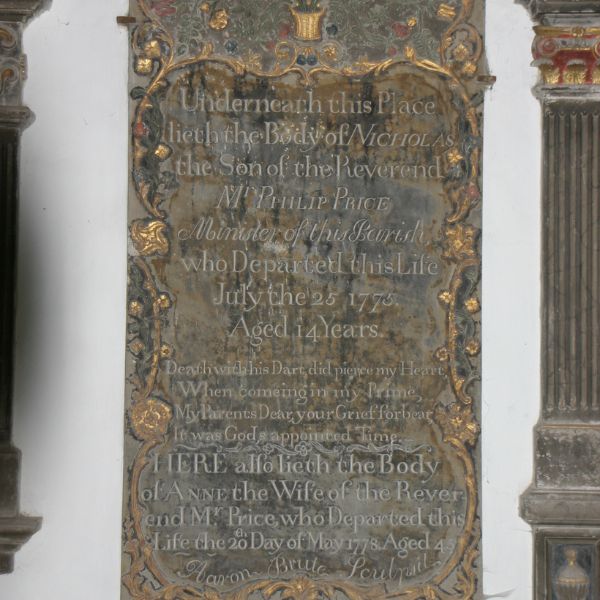 Underneath this Place
lieth the Body of NICHOLAS
the Son of the Reverend
Mr PHILIP PRICE
Minister of this Parish,
who Departed this Life
July the 25 1775.
Aged 14 Years.
Death with his Dart did pierce my Heart,
When comeing in my Prime,
My Parents Dear, your Grief forbear
It was God's appointed Time.
HERE also lieth the Body
of ANNE the Wife of the Rever-
end Mr Price, who Departed this
Life the 20th Day of May 1778. Aged 45
Aaron Brute Sculpsit